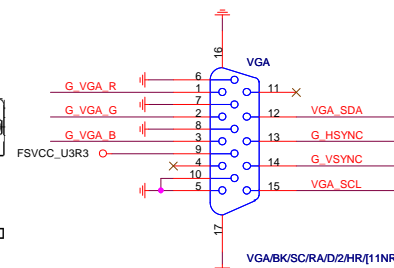 16
VGA
6
G_VGA_R 1 11
7
G_VGA_G 2 12 VGA_SDA
8
G_VGA_B 3 13 G_HSYNC
FSVCC_U3R3 9
4 14 G_VSYNC
10
5 15 VGA_SCL
17
VGA/BK/SC/RA/D/2/HR/[11NR